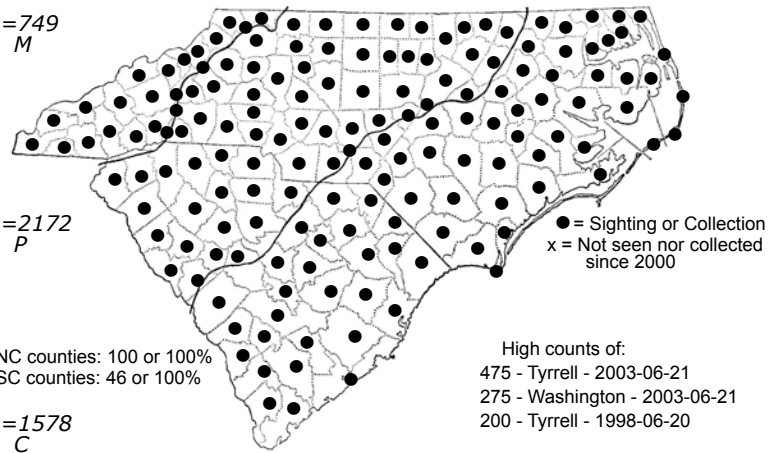 =749
M
=2172
P
● = Sighting or Collection
x = Not seen nor collected
since 2000
NC counties: 100 or 100%
SC counties: 46 or 100%
High counts of:
475 - Tyrrell - 2003-06-21
275 - Washington - 2003-06-21
200 - Tyrrell - 1998-06-20
=1578
C